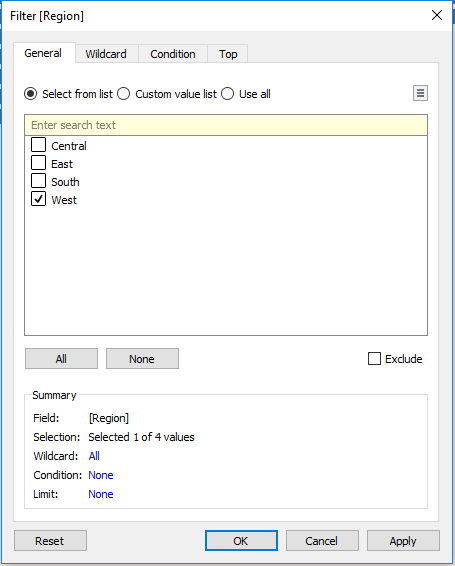 Filter [Region]
General Wildcard Condition Top
Select from list Custom value list Use all
Enter search text
Central
East
South
West
All None Exclude
Summary
Field: [Region]
Selection: Selected 1 of 4 values
Wildcard: All
Condition: None
Limit: None
Reset OK Cancel Apply